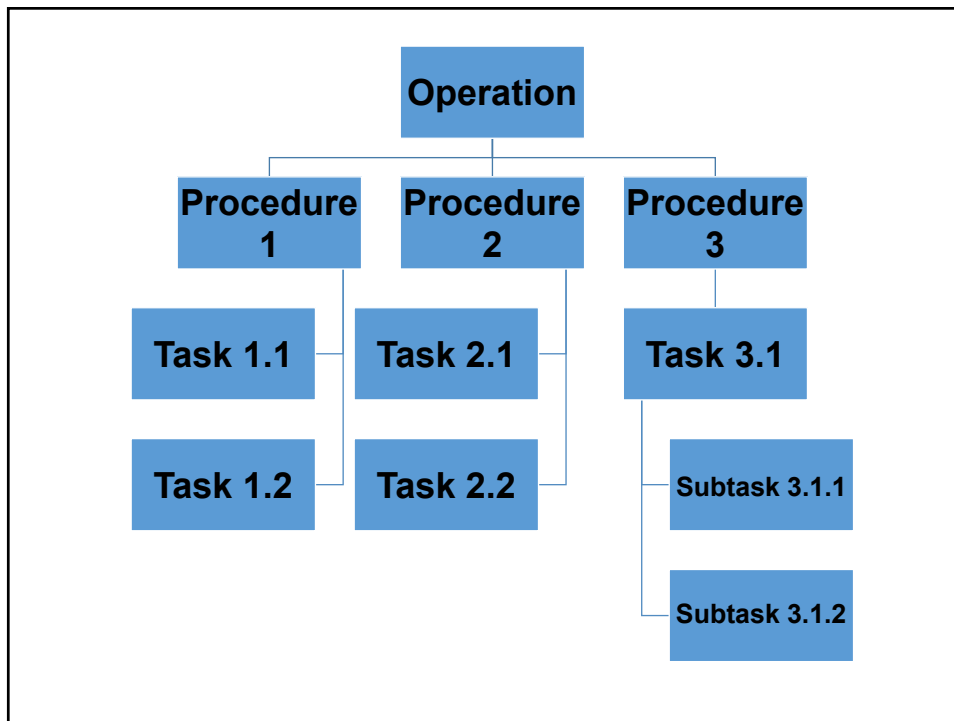 Operation
Procedure
1
Procedure
2
Procedure
3
Task 1.1
Task 2.1
Task 3.1
Task 1.2
Task 2.2
Subtask 3.1.1
Subtask 3.1.2